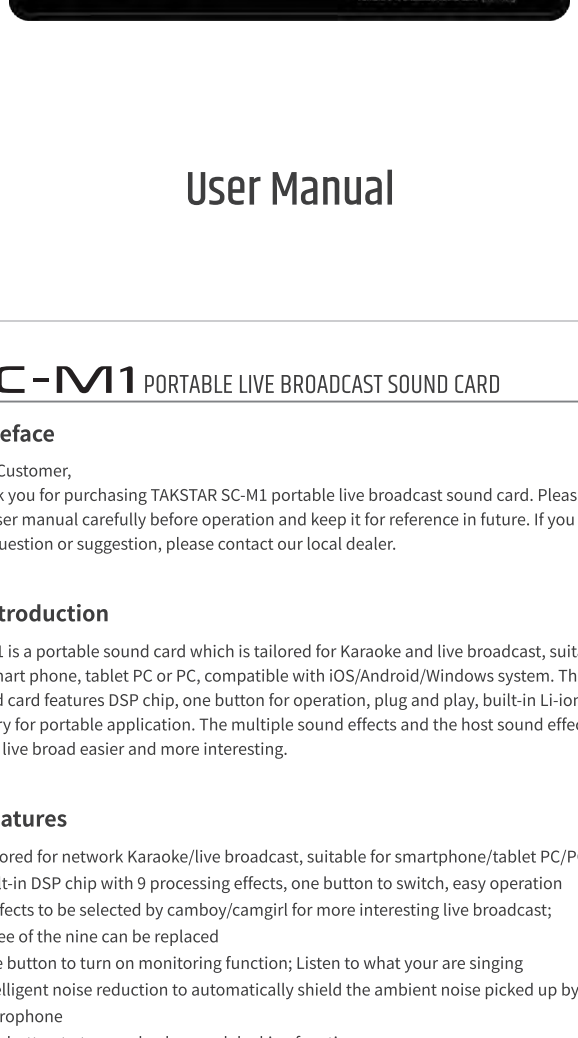 User Manual
C-M1 PORTABLE LIVE BROADCAST SOUND CARD
eface
Customer,
k you for purchasing TAKSTAR SC-M1 portable live broadcast sound card. Pleas
ser manual carefully before operation and keep it for reference in future. If you
uestion or suggestion, please contact our local dealer.
troduction
1 is a portable sound card which is tailored for Karaoke and live broadcast, suit
mart phone, tablet PC or PC, compatible with iOS/Android/Windows system. Th
d card features DSP chip, one button for operation, plug and play, built-in Li-ion
ry for portable application. The multiple sound effects and the host sound effec
live broad easier and more interesting.
atures
ored for network Karaoke/live broadcast, suitable for smartphone/tablet PC/P
lt-in DSP chip with 9 processing effects, one button to switch, easy operation
fects to be selected by camboy/camgirl for more interesting live broadcast;
ee of the nine can be replaced
e button to turn on monitoring function; Listen to what your are singing
elligent noise reduction to automatically shield the ambient noise picked up by
rophone